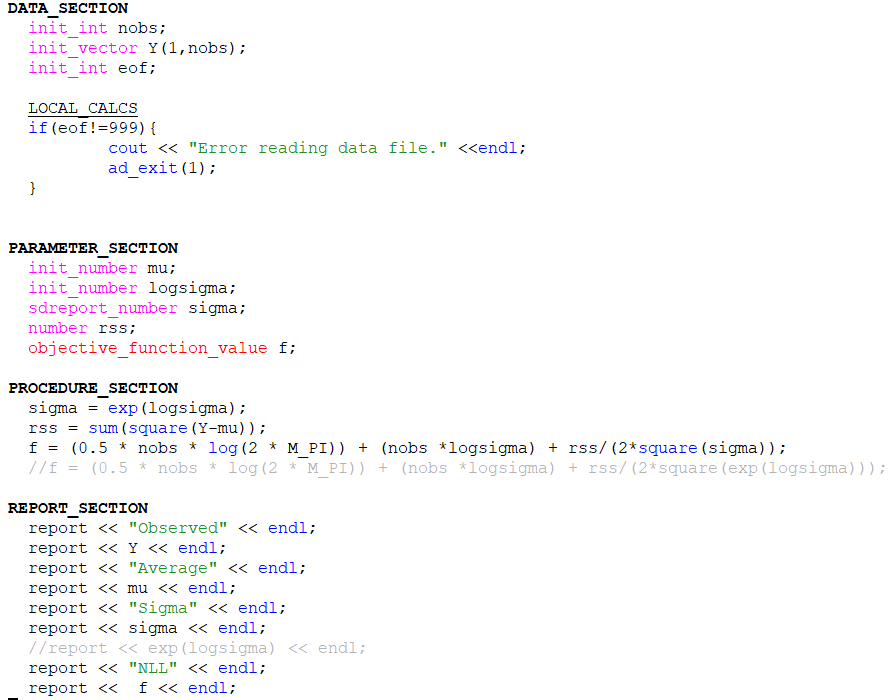 DATA_SECTION
init_int nobs;
init_vector Y(1,nobs);
init_int eof;
LOCAL_CALCS
if(eof!=999){
cout << "Error reading data file." <<endl;
ad_exit(1);
}
PARAMETER_SECTION
init_number mu;
init_number logsigma;
sdreport_number sigma;
number rss;
objective_function_value f;
PROCEDURE_SECTION
sigma = exp(logsigma);
rss = sum(square(Y-mu));
f = (0.5 * nobs * log(2 * M_PI)) + (nobs *logsigma) + rss/(2*square(sigma));
//f = (0.5 * nobs * log(2 * M_PI)) + (nobs *logsigma) + rss/(2*square(exp(logsigma)));
REPORT_SECTION
report << "Observed" << endl;
report << Y << endl;
report << "Average" << endl;
report << mu << endl;
report << "Sigma" << endl;
report << sigma << endl;
//report << exp(logsigma) << endl;
report << "NLL" << endl;
report <<  f << endl;